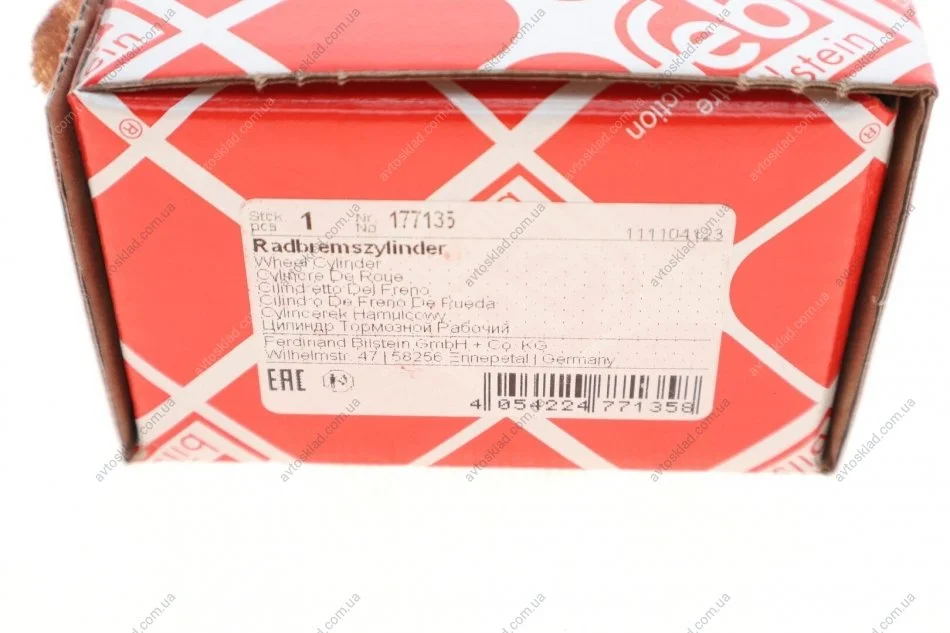 Stck pcs 1 Nr. No 177135
111104123
Radbremszylinder
Wheel Cylinder
Cylindre De Roue
Cilindretto Del Freno
Cilindro De Freno De Rueda
Cylinderek Hamulcowy
Цилиндр Тормозной Рабочий
Ferdinand Bilstein GmbH + Co. KG
Wilhelmstr. 47 | 58256 Ennepetal | Germany
EAC
4 054224 771358
avtosklad.com.ua